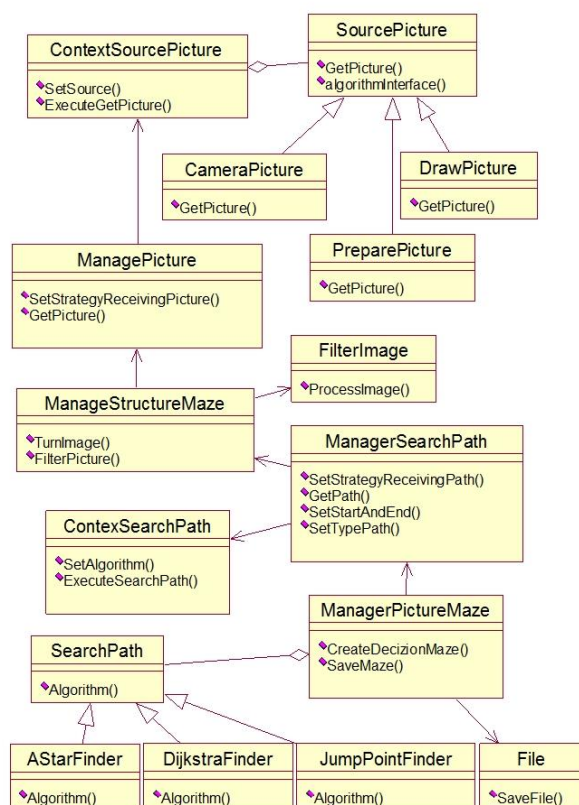 ContextSourcePicture
SetSource()
ExecuteGetPicture()
SourcePicture
GetPicture()
algorithmInterface()
CameraPicture
GetPicture()
DrawPicture
GetPicture()
ManagePicture
SetStrategyReceivingPicture()
GetPicture()
PreparePicture
GetPicture()
FilterImage
ProcessImage()
ManageStructureMaze
TurnImage()
FilterPicture()
ManagerSearchPath
SetStrategyReceivingPath()
GetPath()
SetStartAndEnd()
SetTypePath()
ContexSearchPath
SetAlgorithm()
ExecuteSearchPath()
ManagerPictureMaze
CreateDecizionMaze()
SaveMaze()
SearchPath
Algorithm()
AStarFinder
Algorithm()
DijkstraFinder
Algorithm()
JumpPointFinder
Algorithm()
File
SaveFile()